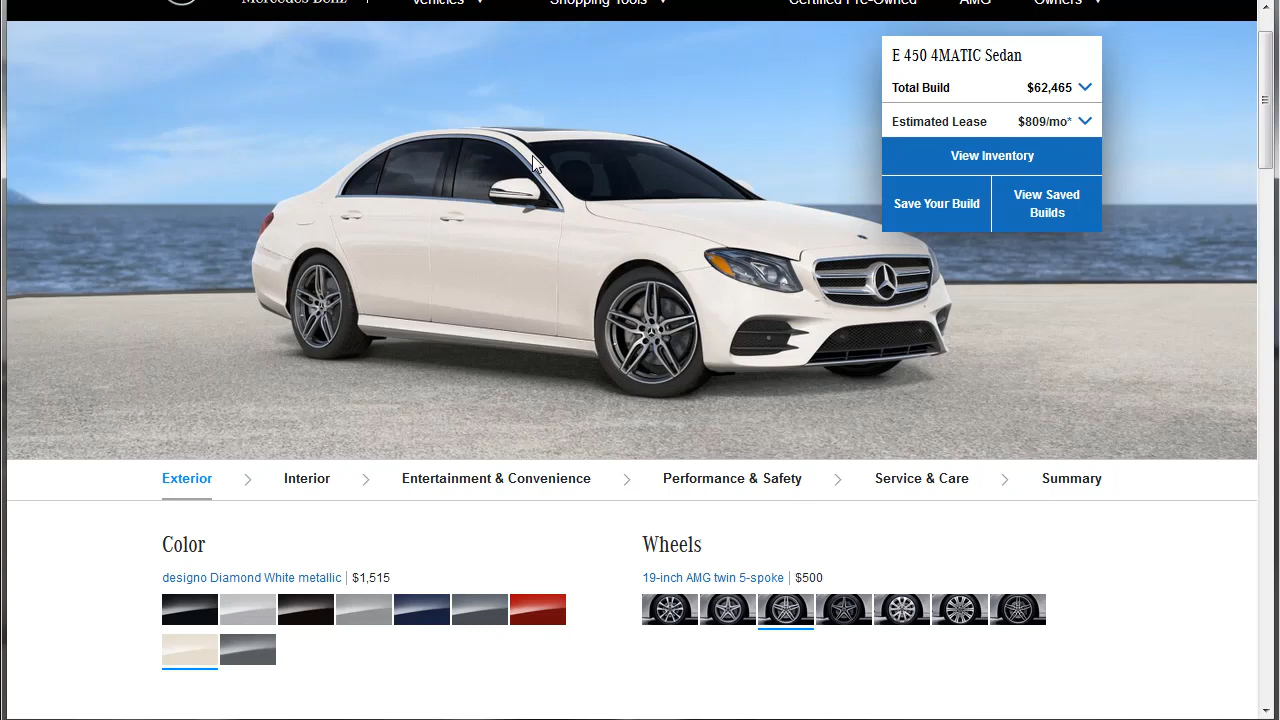 Mercedes-Benz
Vehicles
Shopping Tools
Certified Pre-Owned
AMG
Owners
E 450 4MATIC Sedan
Total Build $62,465
Estimated Lease $809/mo*
View Inventory
Save Your Build
View Saved
Builds
Exterior
Interior
Entertainment & Convenience
Performance & Safety
Service & Care
Summary
Color
designo Diamond White metallic | $1,515
Wheels
19-inch AMG twin 5-spoke | $500